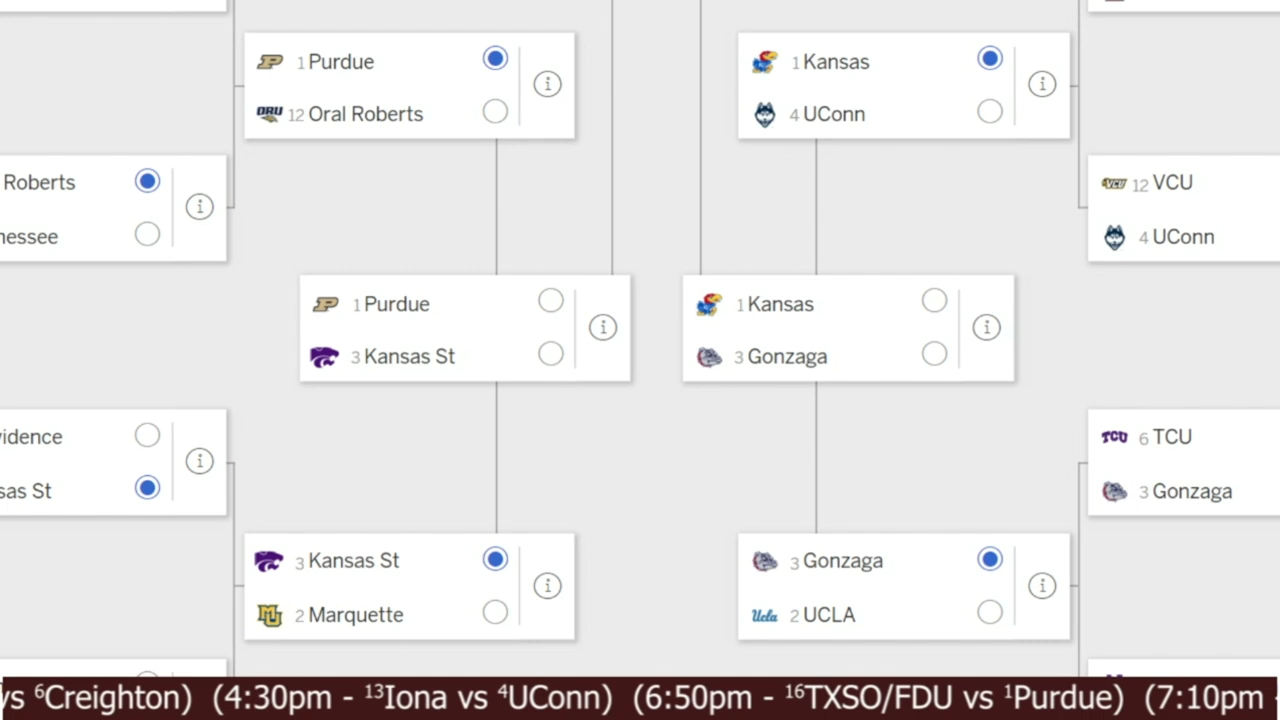 1 Purdue
12 Oral Roberts
1 Kansas
4 UConn
Roberts
nessee
12 VCU
4 UConn
1 Purdue
3 Kansas St
1 Kansas
3 Gonzaga
vidence
sas St
6 TCU
3 Gonzaga
3 Kansas St
2 Marquette
3 Gonzaga
2 UCLA
vs ⁶Creighton) (4:30pm - ¹³Iona vs ⁴UConn) (6:50pm - ¹⁶TXSO/FDU vs ¹Purdue) (7:10pm -